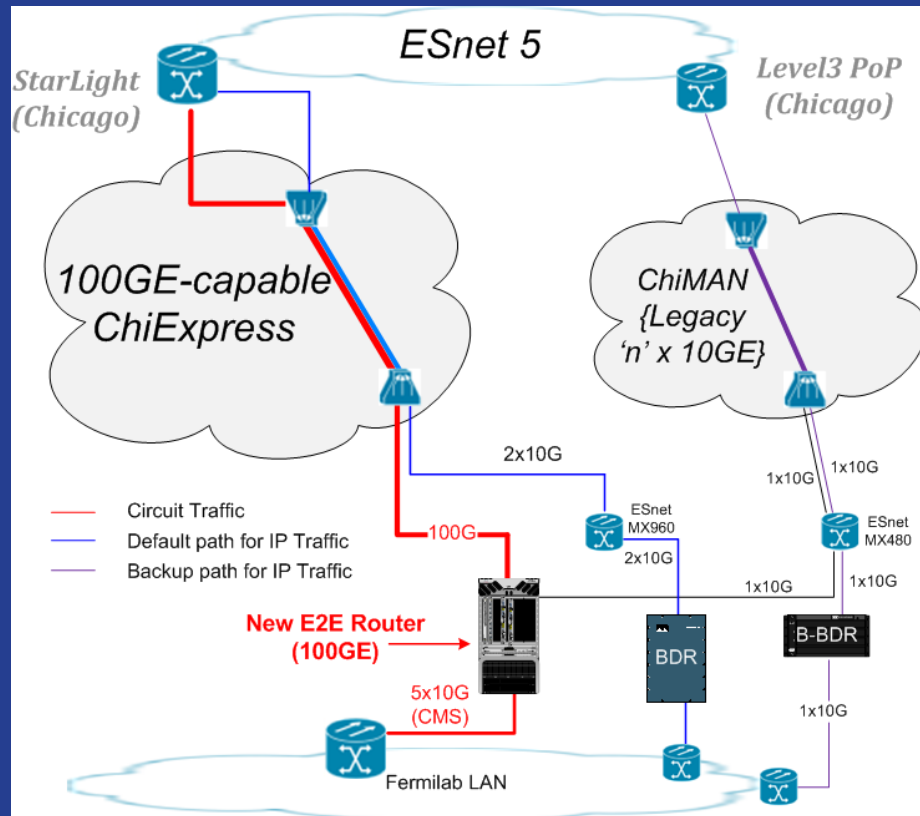 ESnet 5
StarLight
(Chicago)
Level3 PoP
(Chicago)
100GE-capable
ChiExpress
ChiMAN
{Legacy
'n' x 10GE}
2x10G
1x10G
1x10G
Circuit Traffic
Default path for IP Traffic
Backup path for IP Traffic
ESnet
MX960
ESnet
MX480
100G
2x10G
1x10G
1x10G
New E2E Router
(100GE)
BDR
B-BDR
5x10G
(CMS)
1x10G
Fermilab LAN